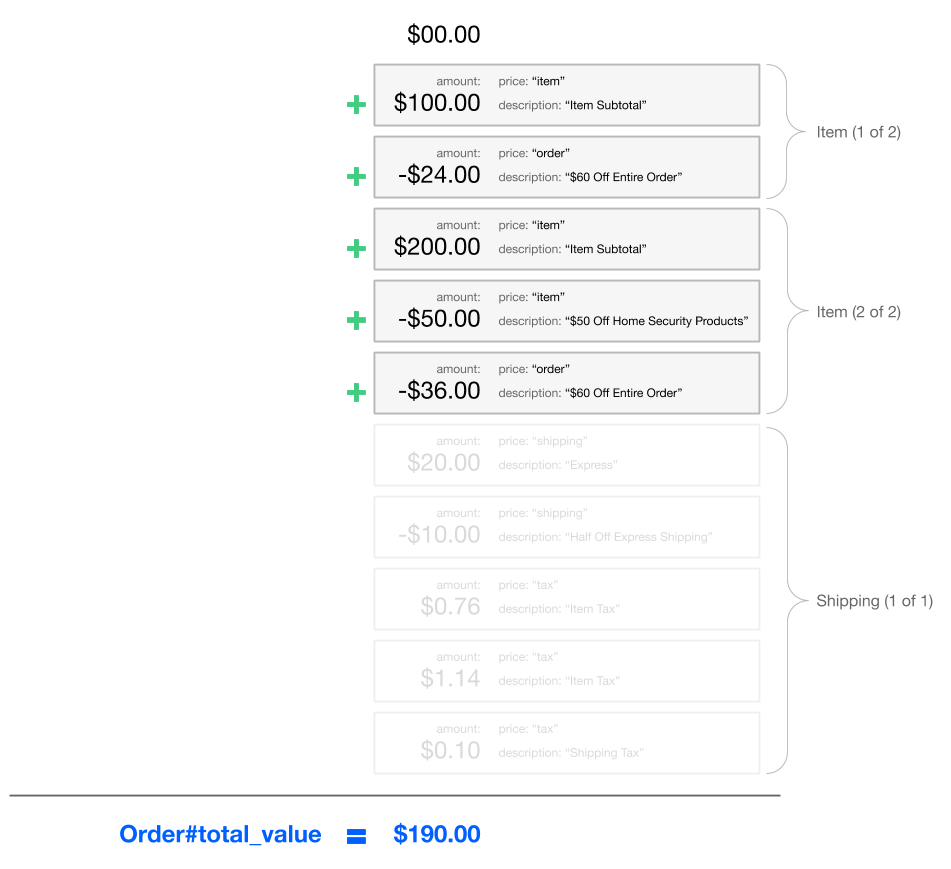 $00.00
amount: price: “item”
+ $100.00 description: “Item Subtotal”
amount: price: “order”
+ -$24.00 description: “$60 Off Entire Order”
Item (1 of 2)
amount: price: “item”
+ $200.00 description: “Item Subtotal”
amount: price: “item”
+ -$50.00 description: “$50 Off Home Security Products”
amount: price: “order”
+ -$36.00 description: “$60 Off Entire Order”
Item (2 of 2)
amount: price: “shipping”
$20.00 description: “Express”
amount: price: “shipping”
-$10.00 description: “Half Off Express Shipping”
amount: price: “tax”
$0.76 description: “Item Tax”
amount: price: “tax”
$1.14 description: “Item Tax”
amount: price: “tax”
$0.10 description: “Shipping Tax”
Shipping (1 of 1)
Order#total_value = $190.00